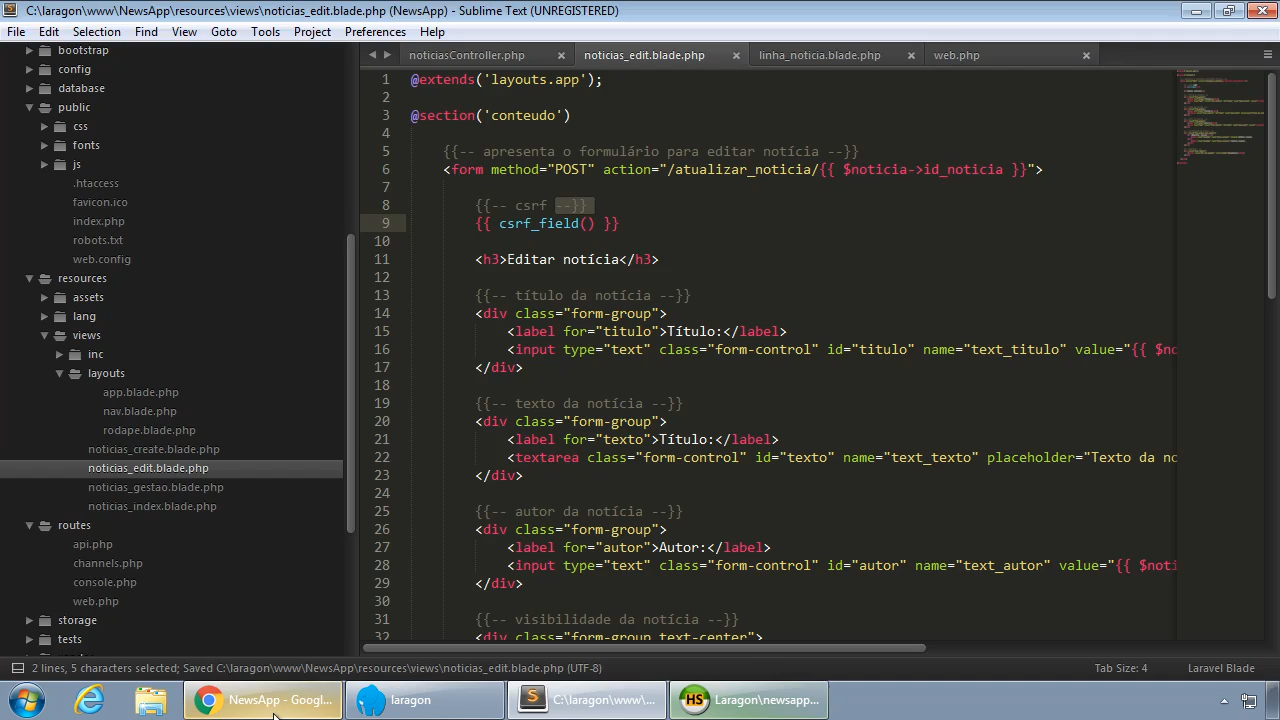 C:\laragon\www\NewsApp\resources\views\noticias_edit.blade.php (NewsApp) - Sublime Text (UNREGISTERED)
File Edit Selection Find View Goto Tools Project Preferences Help
bootstrap
config
database
public
css
fonts
js
.htaccess
favicon.ico
index.php
robots.txt
web.config
resources
assets
lang
views
inc
layouts
app.blade.php
nav.blade.php
rodape.blade.php
noticias_create.blade.php
noticias_edit.blade.php
noticias_gestao.blade.php
noticias_index.blade.php
routes
api.php
channels.php
console.php
web.php
storage
tests
noticiasController.php noticias_edit.blade.php linha_noticia.blade.php web.php
1 @extends('layouts.app');
2
3 @section('conteudo')
4
5 {{-- apresenta o formulário para editar notícia --}}
6 <form method="POST" action="/atualizar_noticia/{{ $noticia->id_noticia }}">
7
8 {{-- csrf --}}
9 {{ csrf_field() }}
10
11 <h3>Editar notícia</h3>
12
13 {{-- título da notícia --}}
14 <div class="form-group">
15 <label for="titulo">Título:</label>
16 <input type="text" class="form-control" id="titulo" name="text_titulo" value="{{ $no
17 </div>
18
19 {{-- texto da notícia --}}
20 <div class="form-group">
21 <label for="texto">Título:</label>
22 <textarea class="form-control" id="texto" name="text_texto" placeholder="Texto da no
23 </div>
24
25 {{-- autor da notícia --}}
26 <div class="form-group">
27 <label for="autor">Autor:</label>
28 <input type="text" class="form-control" id="autor" name="text_autor" value="{{ $noti
29 </div>
30
31 {{-- visibilidade da notícia --}}
32 <div class="form-group text-center">
2 lines, 5 characters selected; Saved C:\laragon\www\NewsApp\resources\views\noticias_edit.blade.php (UTF-8) Tab Size: 4 Laravel Blade
NewsApp - Googl... laragon C:\laragon\www\... Laragon\newsapp...